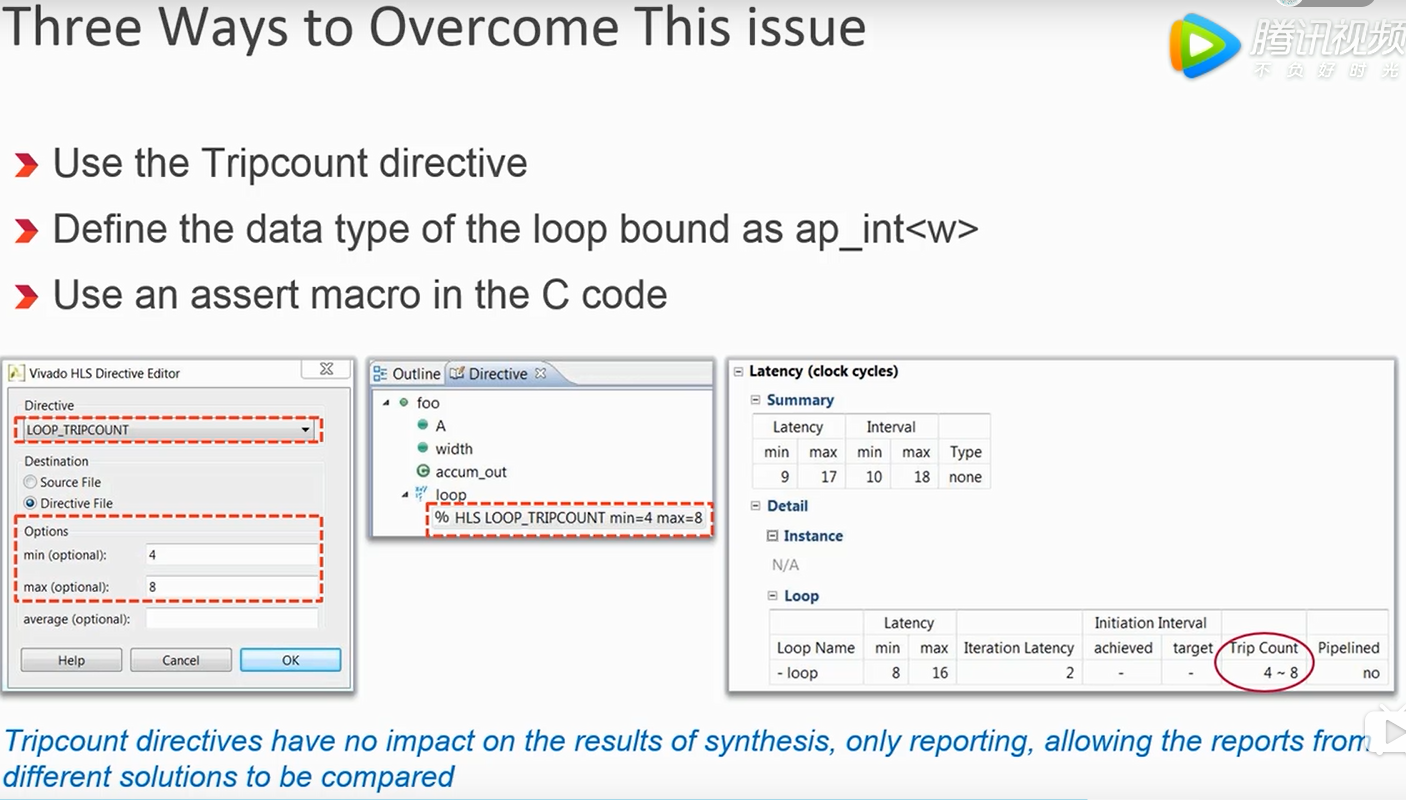 Three Ways to Overcome This issue
腾讯视频
不负好时光
Use the Tripcount directive
Define the data type of the loop bound as ap_int<w>
Use an assert macro in the C code
Vivado HLS Directive Editor
Directive
LOOP_TRIPCOUNT
Destination
Source File
Directive File
Options
min (optional): 4
max (optional): 8
average (optional):
Help Cancel OK
Outline Directive
foo
A
width
accum_out
loop
% HLS LOOP_TRIPCOUNT min=4 max=8
Latency (clock cycles)
Summary
Latency Interval
min max min max Type
9 17 10 18 none
Detail
Instance
N/A
Loop
Latency Initiation Interval
Loop Name min max Iteration Latency achieved target Trip Count Pipelined
- loop 8 16 2 - - 4 ~ 8 no
Tripcount directives have no impact on the results of synthesis, only reporting, allowing the reports from
different solutions to be compared